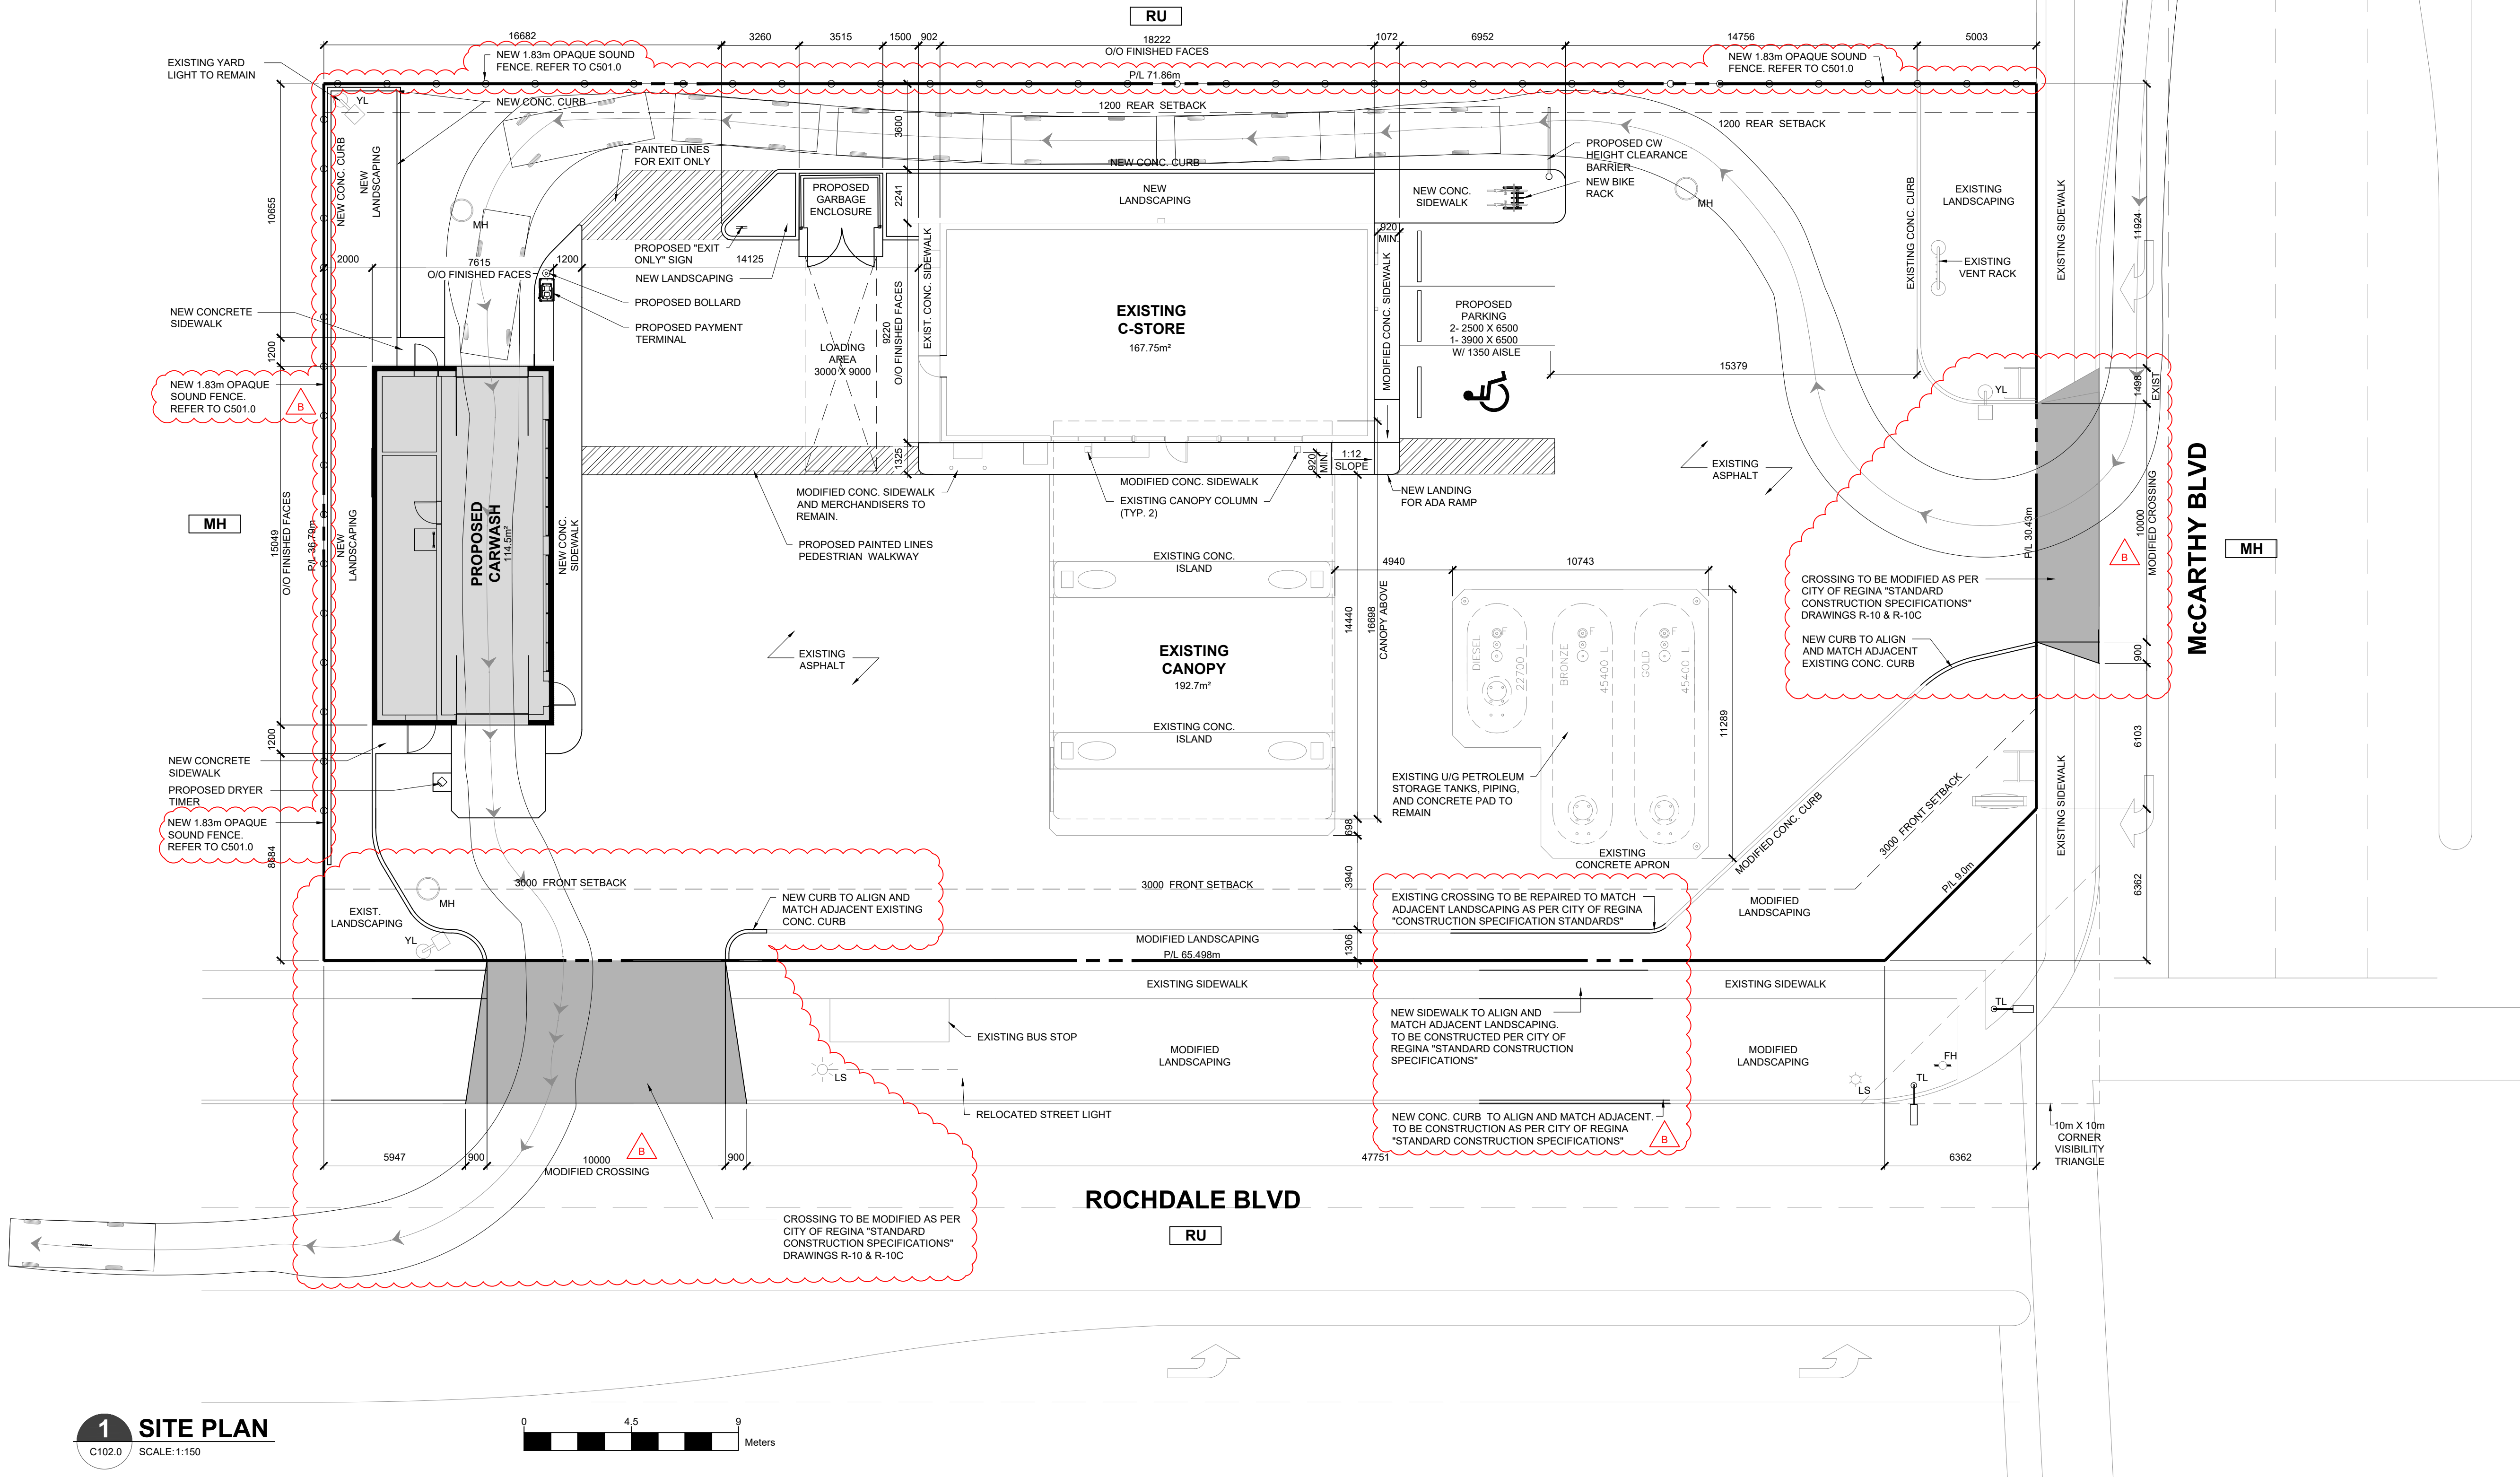 RU
16682
3260
3515
1500
902
18222
O/O FINISHED FACES
1072
6952
14756
5003
EXISTING YARD
LIGHT TO REMAIN
NEW 1.83m OPAQUE SOUND
FENCE. REFER TO C501.0
NEW 1.83m OPAQUE SOUND
FENCE. REFER TO C501.0
P/L 71.86m
YL
NEW CONC. CURB
1200 REAR SETBACK
1200 REAR SETBACK
3600
NEW CONC. CURB
NEW
LANDSCAPING
PAINTED LINES
FOR EXIT ONLY
NEW CONC. CURB
PROPOSED CW
HEIGHT CLEARANCE
BARRIER.
NEW BIKE
RACK
PROPOSED
GARBAGE
ENCLOSURE
2241
NEW
LANDSCAPING
NEW CONC.
SIDEWALK
MH
EXISTING CONC. CURB
EXISTING
LANDSCAPING
EXISTING SIDEWALK
11924
10655
MH
PROPOSED "EXIT
ONLY" SIGN
920
MIN.
2000
7615
O/O FINISHED FACES
1200
14125
NEW LANDSCAPING
PROPOSED BOLLARD
PROPOSED PAYMENT
TERMINAL
EXISTING
VENT RACK
NEW CONCRETE
SIDEWALK
1200
9220
O/O FINISHED FACES
EXIST. CONC. SIDEWALK
EXISTING
C-STORE
167.75m²
MODIFIED CONC. SIDEWALK
PROPOSED
PARKING
2- 2500 X 6500
1- 3900 X 6500
W/ 1350 AISLE
LOADING
AREA
3000 X 9000
15379
NEW 1.83m OPAQUE
SOUND FENCE.
REFER TO C501.0
B
YL
1498
EXIST
1325
920
MIN.
1:12
SLOPE
EXISTING
ASPHALT
MODIFIED CONC. SIDEWALK
AND MERCHANDISERS TO
REMAIN.
MODIFIED CONC. SIDEWALK
EXISTING CANOPY COLUMN
(TYP. 2)
NEW LANDING
FOR ADA RAMP
MH
15049
O/O FINISHED FACES
P/L 36.79m
NEW
LANDSCAPING
PROPOSED
CARWASH
114.5m²
NEW CONC.
SIDEWALK
PROPOSED PAINTED LINES
PEDESTRIAN WALKWAY
P/L 30.43m
10000
MODIFIED CROSSING
B
McCARTHY BLVD
MH
EXISTING CONC.
ISLAND
4940
10743
CROSSING TO BE MODIFIED AS PER
CITY OF REGINA "STANDARD
CONSTRUCTION SPECIFICATIONS"
DRAWINGS R-10 & R-10C
NEW CURB TO ALIGN
AND MATCH ADJACENT
EXISTING CONC. CURB
14440
16698
CANOPY ABOVE
DIESEL
22700 L
F
BRONZE
45400 L
F
GOLD
45400 L
F
EXISTING
ASPHALT
EXISTING
CANOPY
192.7m²
900
11289
EXISTING CONC.
ISLAND
6103
1200
NEW CONCRETE
SIDEWALK
PROPOSED DRYER
TIMER
EXISTING U/G PETROLEUM
STORAGE TANKS, PIPING,
AND CONCRETE PAD TO
REMAIN
MODIFIED CONC. CURB
3000 FRONT SETBACK
EXISTING SIDEWALK
NEW 1.83m OPAQUE
SOUND FENCE.
REFER TO C501.0
8684
698
EXISTING
CONCRETE APRON
3000 FRONT SETBACK
3000 FRONT SETBACK
3940
P/L 9.0m
6362
MH
EXIST.
LANDSCAPING
YL
NEW CURB TO ALIGN AND
MATCH ADJACENT EXISTING
CONC. CURB
EXISTING CROSSING TO BE REPAIRED TO MATCH
ADJACENT LANDSCAPING AS PER CITY OF REGINA
"CONSTRUCTION SPECIFICATION STANDARDS"
MODIFIED
LANDSCAPING
MODIFIED LANDSCAPING
1306
P/L 65.498m
EXISTING SIDEWALK
EXISTING SIDEWALK
TL
NEW SIDEWALK TO ALIGN AND
MATCH ADJACENT LANDSCAPING.
TO BE CONSTRUCTED PER CITY OF
REGINA "STANDARD CONSTRUCTION
SPECIFICATIONS"
EXISTING BUS STOP
MODIFIED
LANDSCAPING
MODIFIED
LANDSCAPING
FH
LS
LS
TL
RELOCATED STREET LIGHT
NEW CONC. CURB TO ALIGN AND MATCH ADJACENT.
TO BE CONSTRUCTION AS PER CITY OF REGINA
"STANDARD CONSTRUCTION SPECIFICATIONS"
B
10m X 10m
CORNER
VISIBILITY
TRIANGLE
B
5947
900
10000
MODIFIED CROSSING
900
47751
6362
ROCHDALE BLVD
RU
CROSSING TO BE MODIFIED AS PER
CITY OF REGINA "STANDARD
CONSTRUCTION SPECIFICATIONS"
DRAWINGS R-10 & R-10C
1
C102.0
SITE PLAN
SCALE: 1:150
0
4.5
9
Meters